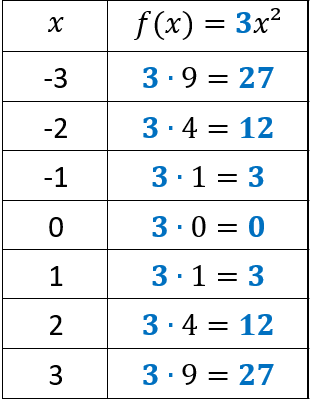 x f(x) = 3x²
-3 3 · 9 = 27
-2 3 · 4 = 12
-1 3 · 1 = 3
0 3 · 0 = 0
1 3 · 1 = 3
2 3 · 4 = 12
3 3 · 9 = 27